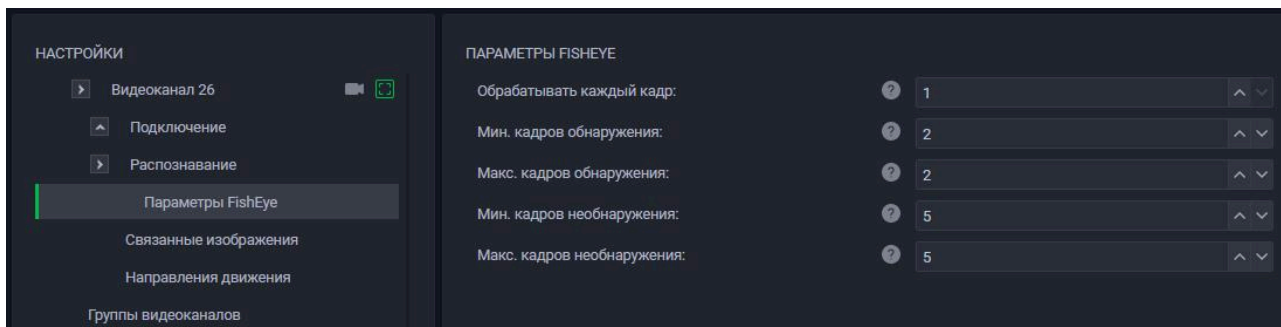 НАСТРОЙКИ
Видеоканал 26
Подключение
Распознавание
Параметры FishEye
Связанные изображения
Направления движения
Группы видеоканалов
ПАРАМЕТРЫ FISHEYE
Обрабатывать каждый кадр: ? 1
Мин. кадров обнаружения: ? 2
Макс. кадров обнаружения: ? 2
Мин. кадров необнаружения: ? 5
Макс. кадров необнаружения: ? 5